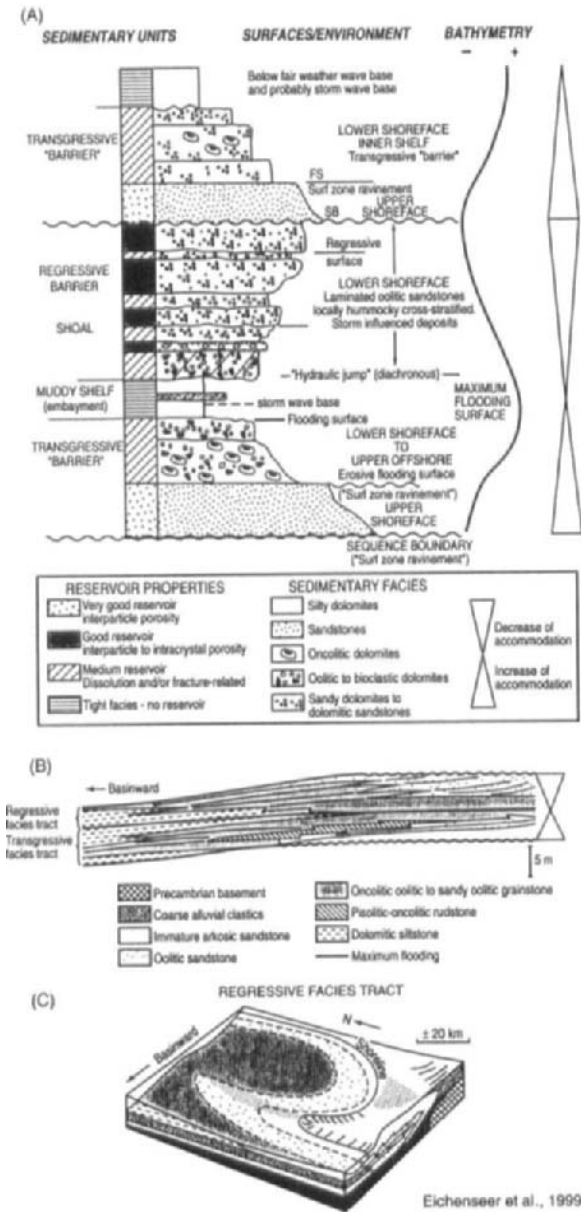 (A)
SEDIMENTARY UNITS SURFACES/ENVIRONMENT BATHYMETRY
− +
Below fair weather wave base
and probably storm wave base
TRANSGRESSIVE
"BARRIER"
LOWER SHOREFACE
INNER SHELF
Transgressive "barrier"
FS
Surf zone ravinement
UPPER
SB SHOREFACE
REGRESSIVE
BARRIER
Regressive
surface
LOWER SHOREFACE
Laminated oolitic sandstones
locally hummocky cross-stratified.
Storm influenced deposits
SHOAL
"Hydraulic jump" (diachronous)
MUDDY SHELF
(embayment)
storm wave base
MAXIMUM
FLOODING
SURFACE
Flooding surface
TRANSGRESSIVE
"BARRIER"
LOWER SHOREFACE
TO
UPPER OFFSHORE
Erosive flooding surface
("Surf zone ravinement")
UPPER
SHOREFACE
SEQUENCE BOUNDARY
("Surf zone ravinement")
RESERVOIR PROPERTIES
Very good reservoir
interparticle porosity
Good reservoir
interparticle to intracrystal porosity
Medium reservoir
Dissolution and/or fracture-related
Tight facies - no reservoir
SEDIMENTARY FACIES
Silty dolomites
Sandstones
Oncolitic dolomites
Oolitic to bioclastic dolomites
Sandy dolomites to
dolomitic sandstones
Decrease of
accommodation
Increase of
accommodation
(B)
Basinward
Regressive
facies tract
Transgressive
facies tract
5 m
Precambrian basement
Coarse alluvial clastics
Immature arkosic sandstone
Oolitic sandstone
Oncolitic oolitic to sandy oolitic grainstone
Pisolitic-oncolitic rudstone
Dolomitic siltstone
Maximum flooding
(C)
REGRESSIVE FACIES TRACT
Basinward
N
± 20 km
Shoreline
Eichenseer et al., 1999